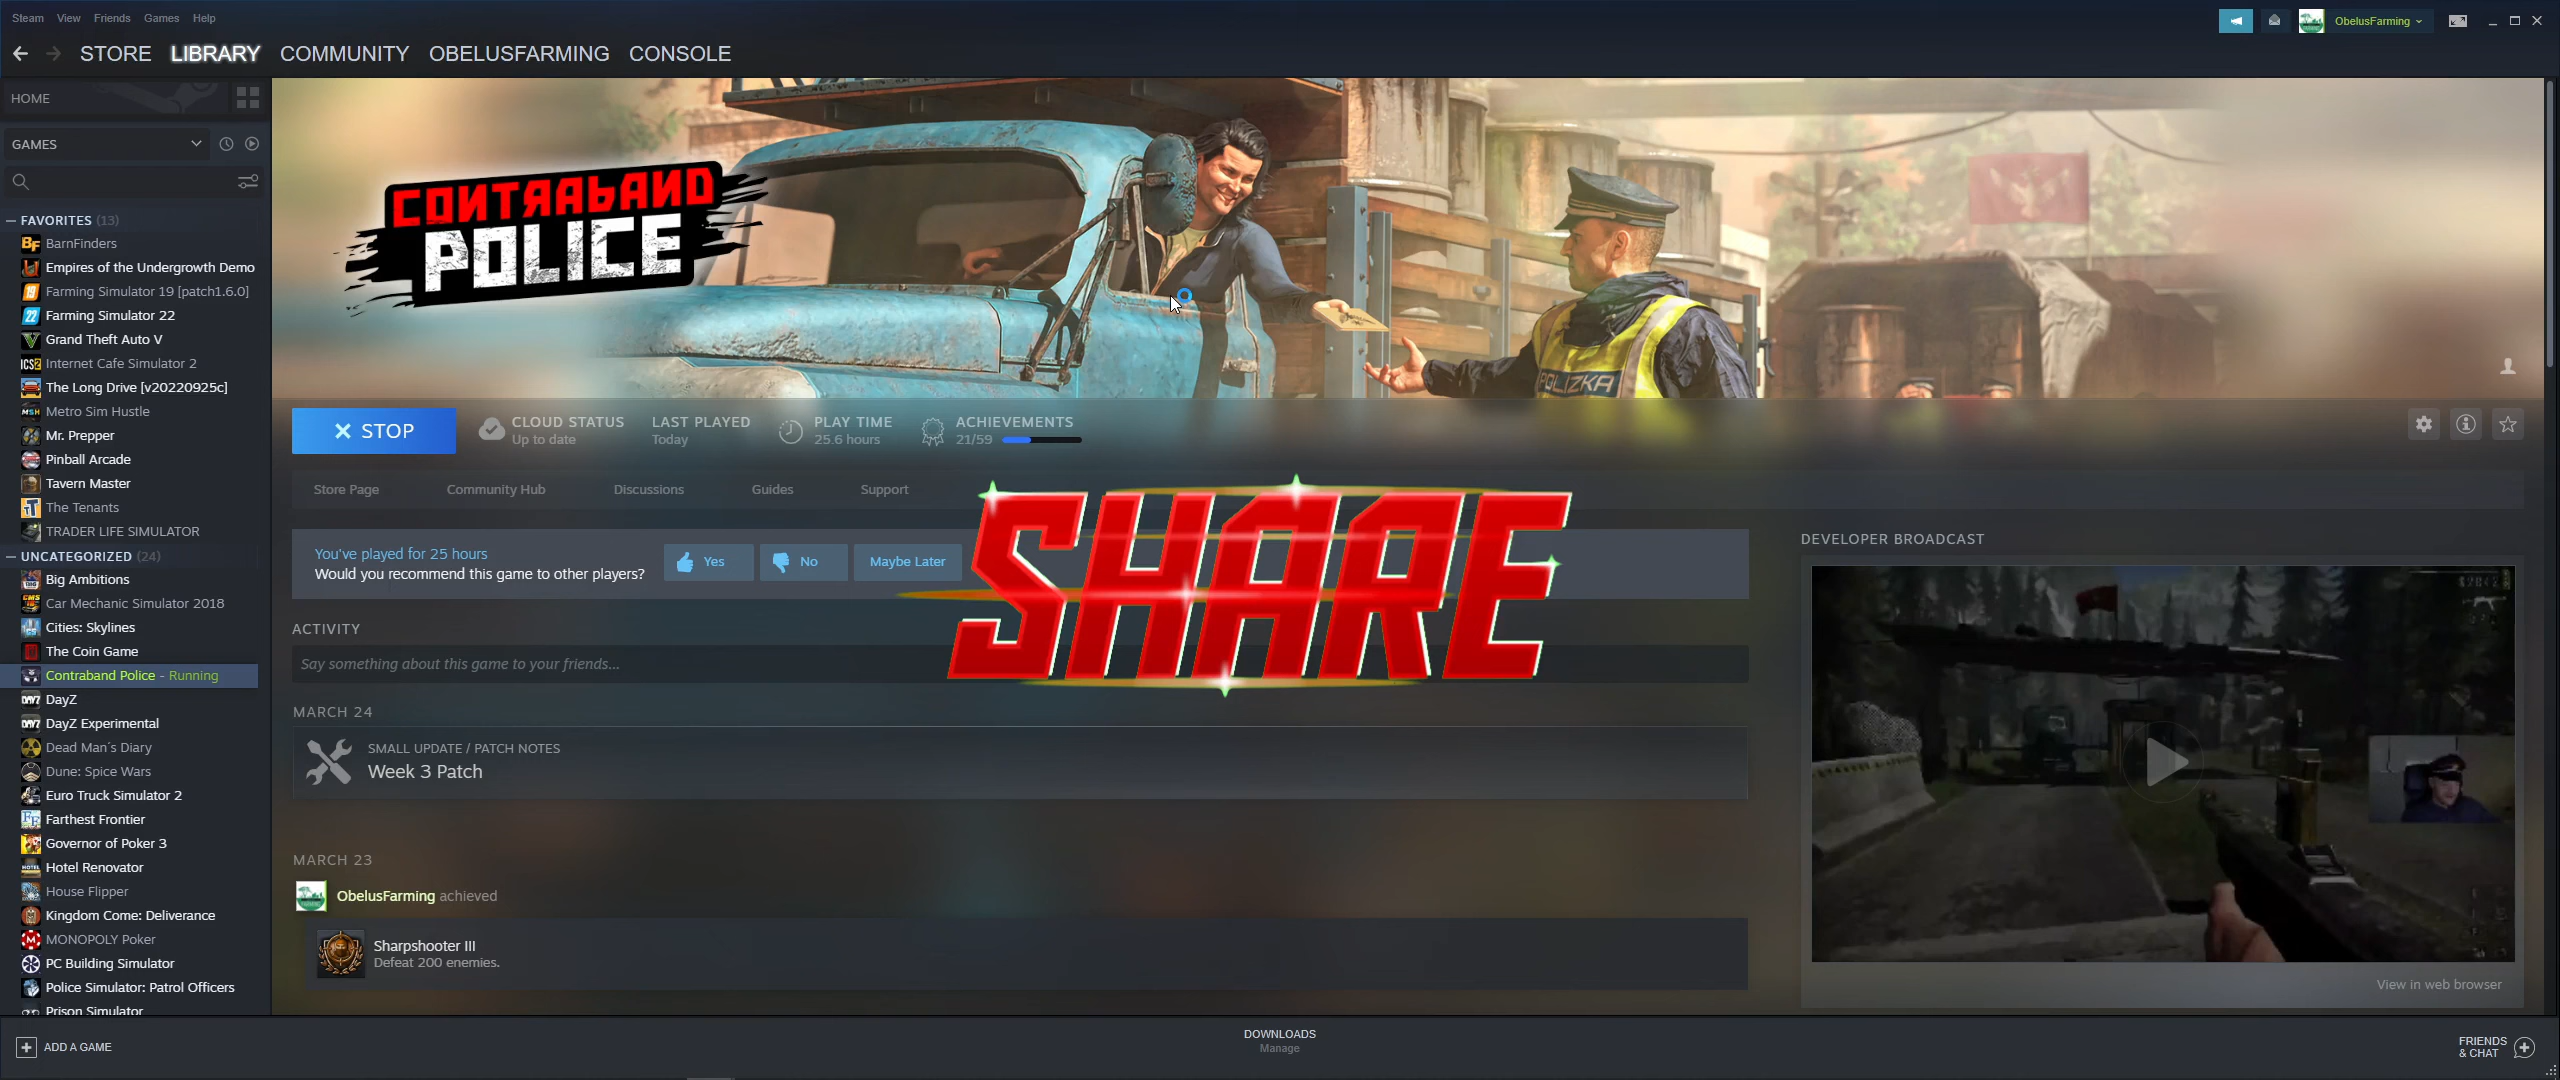 Steam View Friends Games Help
ObelusFarming
STORE LIBRARY COMMUNITY OBELUSFARMING CONSOLE
HOME
GAMES
FAVORITES (13)
BarnFinders
Empires of the Undergrowth Demo
Farming Simulator 19 [patch1.6.0]
Farming Simulator 22
Grand Theft Auto V
Internet Cafe Simulator 2
The Long Drive [v20220925c]
Metro Sim Hustle
Mr. Prepper
Pinball Arcade
Tavern Master
The Tenants
TRADER LIFE SIMULATOR
UNCATEGORIZED (24)
Big Ambitions
Car Mechanic Simulator 2018
Cities: Skylines
The Coin Game
Contraband Police - Running
DayZ
DayZ Experimental
Dead Man's Diary
Dune: Spice Wars
Euro Truck Simulator 2
Farthest Frontier
Governor of Poker 3
Hotel Renovator
House Flipper
Kingdom Come: Deliverance
MONOPOLY Poker
PC Building Simulator
Police Simulator: Patrol Officers
Prison Simulator
CONTЯABAND
POLICE
POLIZKA
STOP
CLOUD STATUS
Up to date
LAST PLAYED
Today
PLAY TIME
25.6 hours
ACHIEVEMENTS
21/59
Store Page Community Hub Discussions Guides Support
You've played for 25 hours
Would you recommend this game to other players?
Yes No Maybe Later
SHARE
ACTIVITY
Say something about this game to your friends...
MARCH 24
SMALL UPDATE / PATCH NOTES
Week 3 Patch
MARCH 23
ObelusFarming achieved
Sharpshooter III
Defeat 200 enemies.
DEVELOPER BROADCAST
View in web browser
ADD A GAME
DOWNLOADS
Manage
FRIENDS
& CHAT